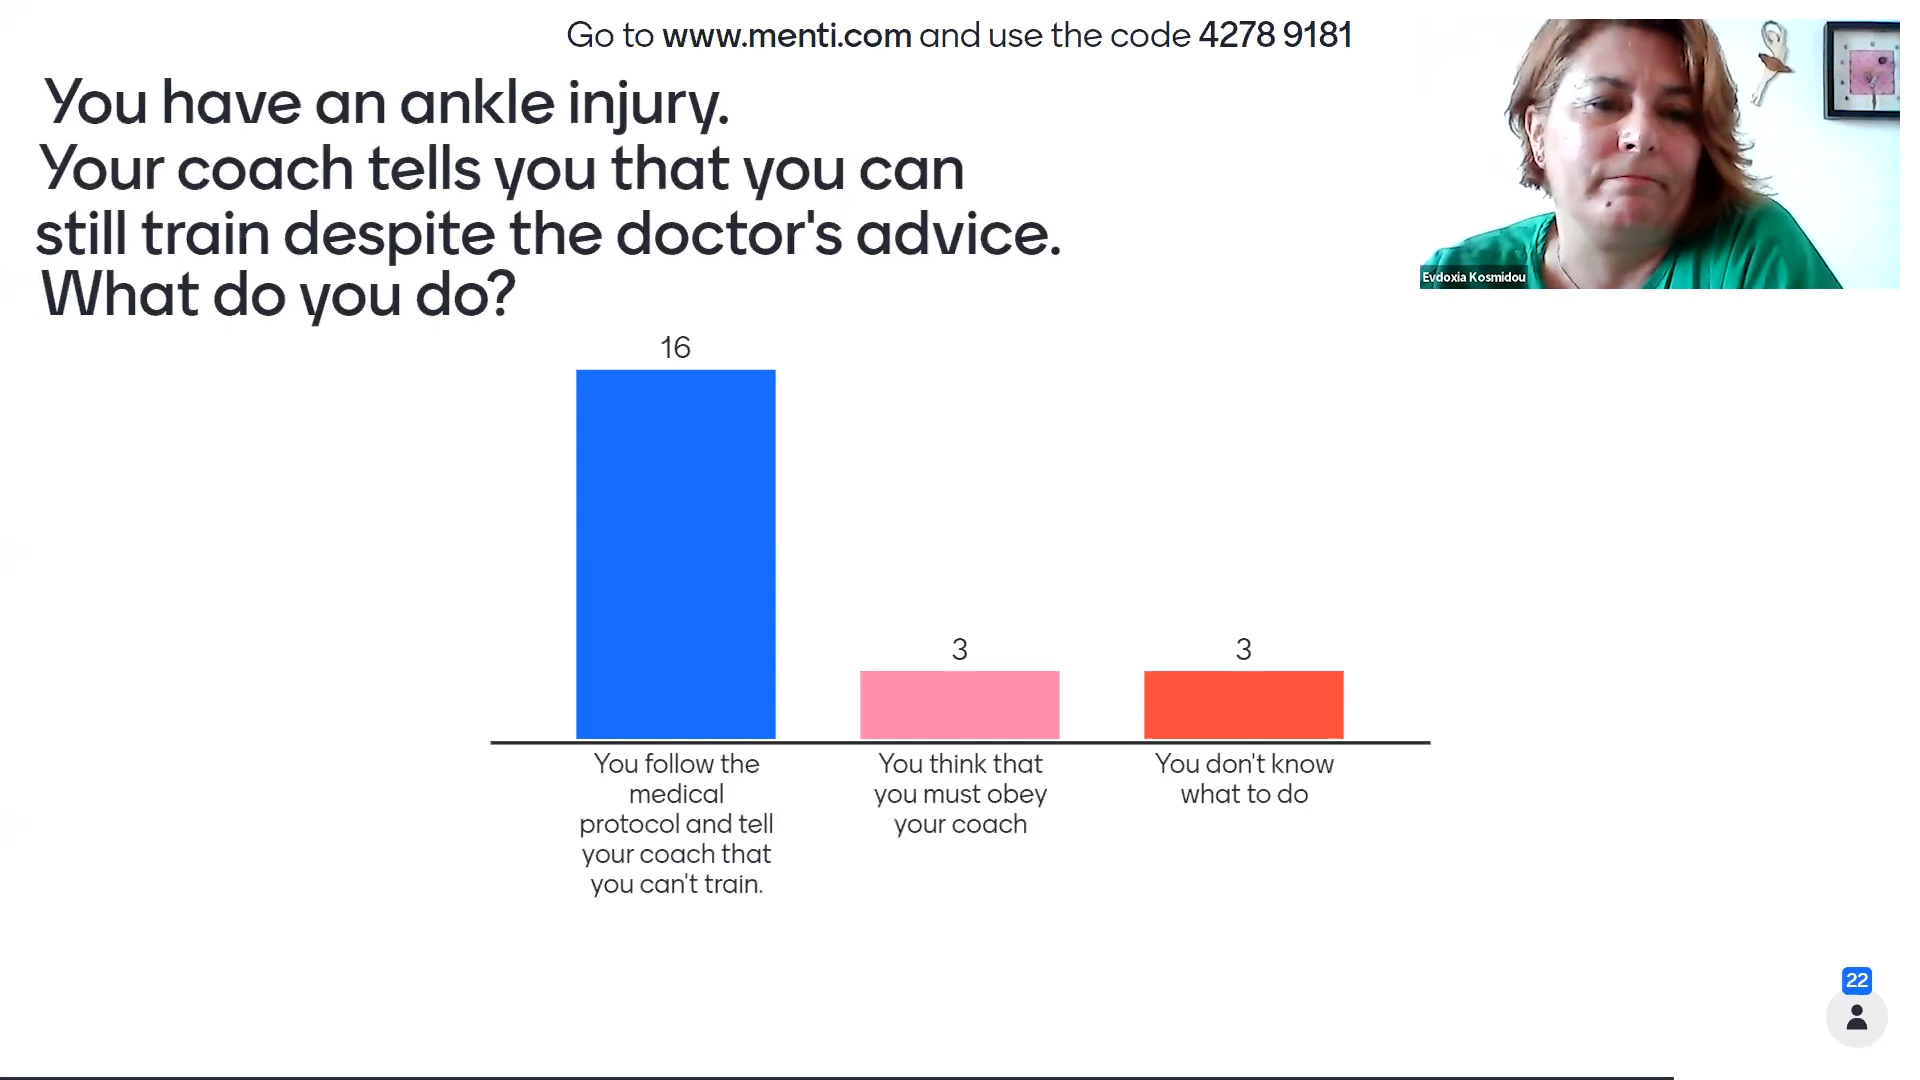 Go to www.menti.com and use the code 4278 9181
You have an ankle injury.
Your coach tells you that you can
still train despite the doctor's advice.
What do you do?
Evdoxia Kosmidou
16
3
3
You follow the
medical
protocol and tell
your coach that
you can't train.
You think that
you must obey
your coach
You don't know
what to do
22